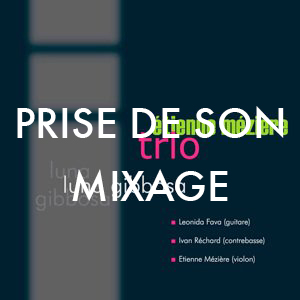 étienne mézière
PRISE DE SON
trio
luna
luna gibbosa
MIXAGE
gibbosa
Leonida Fava (guitare)
Ivan Réchard (contrebasse)
Etienne Mézière (violon)